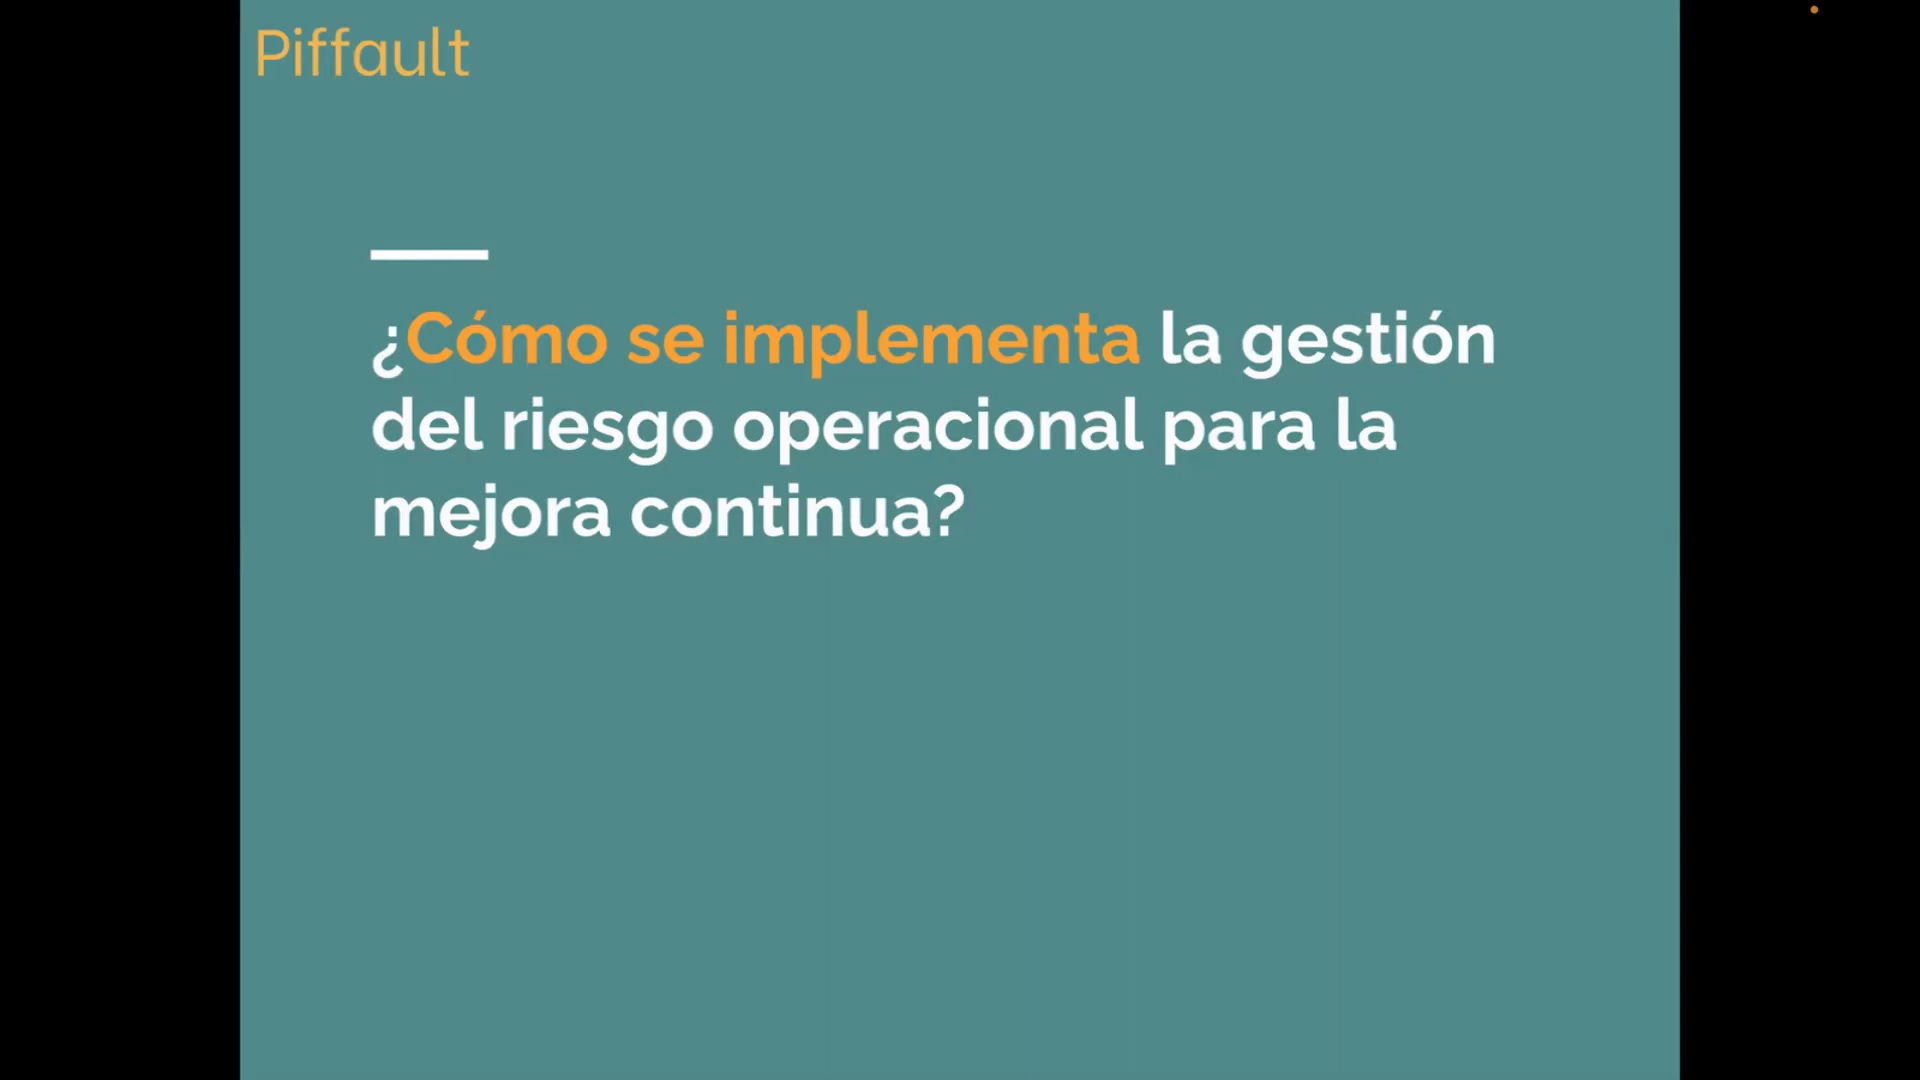 Piffault
¿Cómo se implementa la gestión
del riesgo operacional para la
mejora continua?